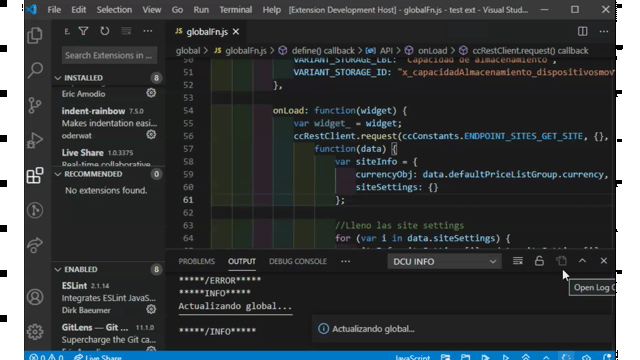 File Edit Selection View Go Run Terminal Help [Extension Development Host] - test ext - Visual Stud...
E.
Search Extensions in ...
INSTALLED 8
Eric Amodio
indent-rainbow 7.5.0
Makes indentation easi...
oderwat
Live Share 1.0.3375
Real-time collaborative
RECOMMENDED 0
No extensions found.
ENABLED 8
ESLint 2.1.14
Integrates ESLint JavaS...
Dirk Baeumer
GitLens — Git ... 11.1.0
Supercharge the Git cap
Eric Amodio
globalFn.js
global > globalFn.js > define() callback > API > onLoad > ccRestClient.request() callback
50 VARIANT_STORAGE_LBL: "Capacidad de almacenamiento",
51 VARIANT_STORAGE_ID: "x_capacidadAlmacenamiento_dispositivosmov
52 },
53
54 onLoad: function(widget) {
55 var widget_ = widget;
56 ccRestClient.request(ccConstants.ENDPOINT_SITES_GET_SITE, {},
57 function(data) {
58 var siteInfo = {
59 currencyObj: data.defaultPriceListGroup.currency,
60 siteSettings: {}
61 };
62
63 //Lleno las site settings
64 for (var i in data.siteSettings) {
PROBLEMS OUTPUT DEBUG CONSOLE ... DCU INFO
Open Log O
*****/ERROR*****
*****INFO*****
Actualizando global...
*****/INFO*****
Actualizando global...
0 0 Live Share JavaScript